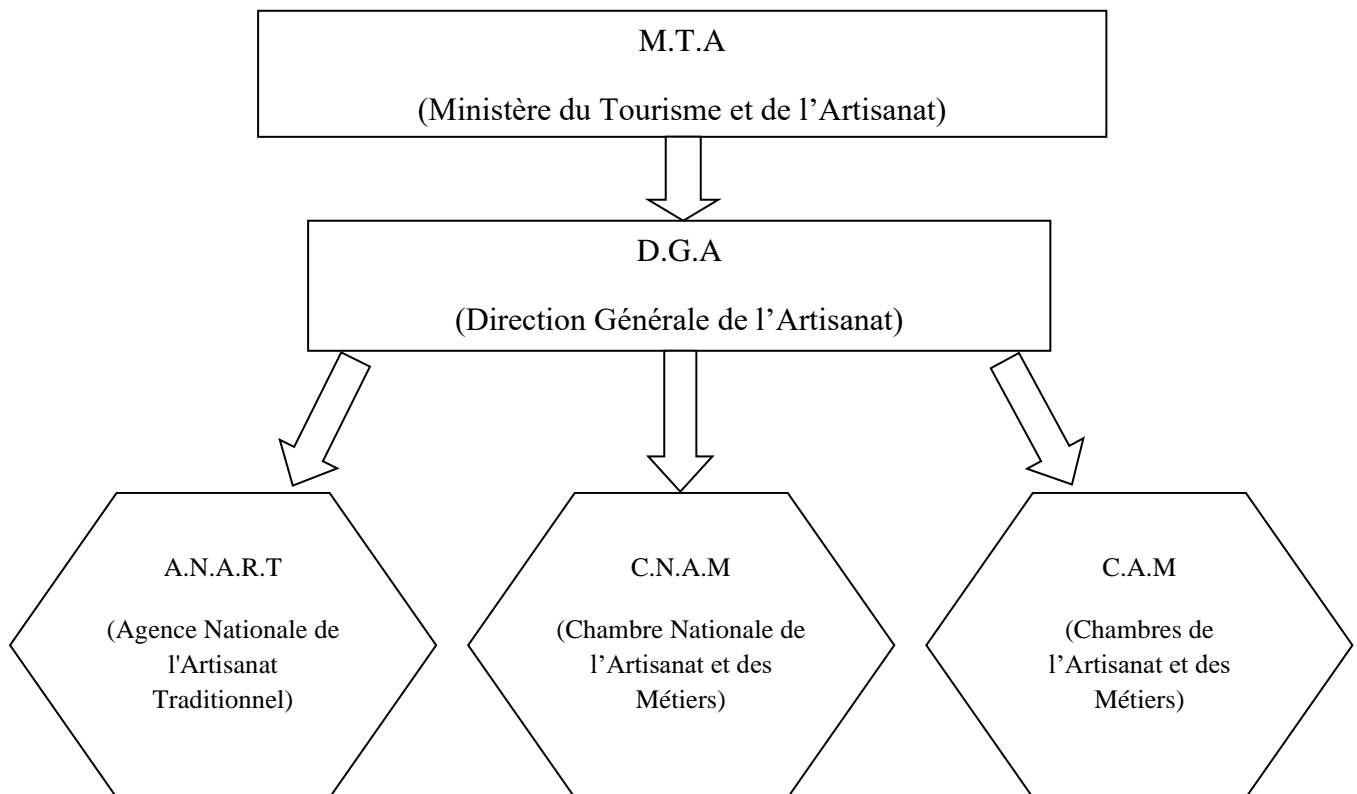 M.T.A
(Ministère du Tourisme et de l’Artisanat)
D.G.A
(Direction Générale de l’Artisanat)
A.N.A.R.T
(Agence Nationale de
l'Artisanat
Traditionnel)
C.N.A.M
(Chambre Nationale de
l’Artisanat et des
Métiers)
C.A.M
(Chambres de
l’Artisanat et des
Métiers)